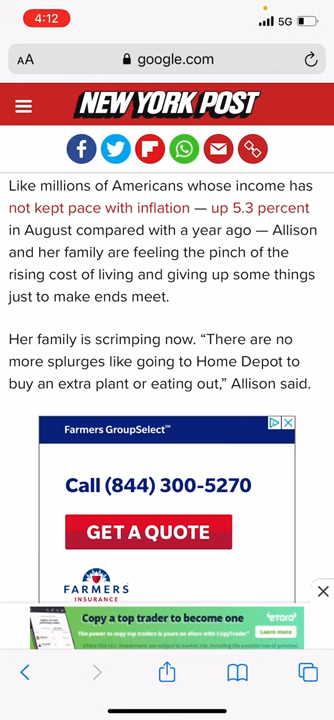 4:12
5G
AA
google.com
NEW YORK POST
Like millions of Americans whose income has
not kept pace with inflation — up 5.3 percent
in August compared with a year ago — Allison
and her family are feeling the pinch of the
rising cost of living and giving up some things
just to make ends meet.
Her family is scrimping now. “There are no
more splurges like going to Home Depot to
buy an extra plant or eating out,” Allison said.
Farmers GroupSelect℠
Call (844) 300-5270
GET A QUOTE
FARMERS
INSURANCE
Copy a top trader to become one
The power to copy top traders is yours on eToro with CopyTrader
eToro
Learn more